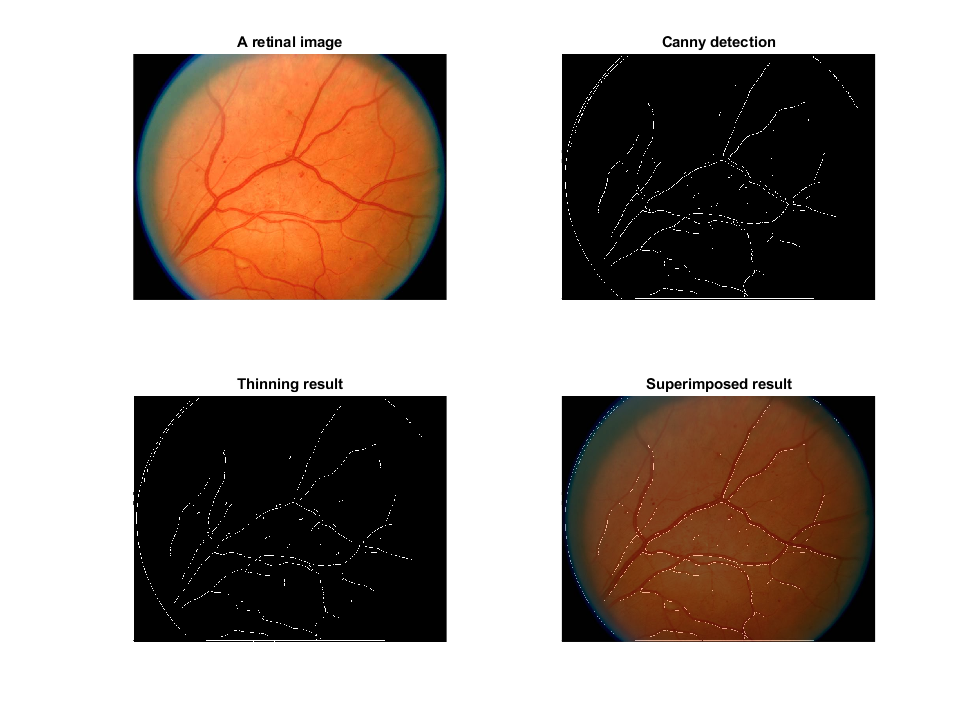 A retinal image
Canny detection
Thinning result
Superimposed result